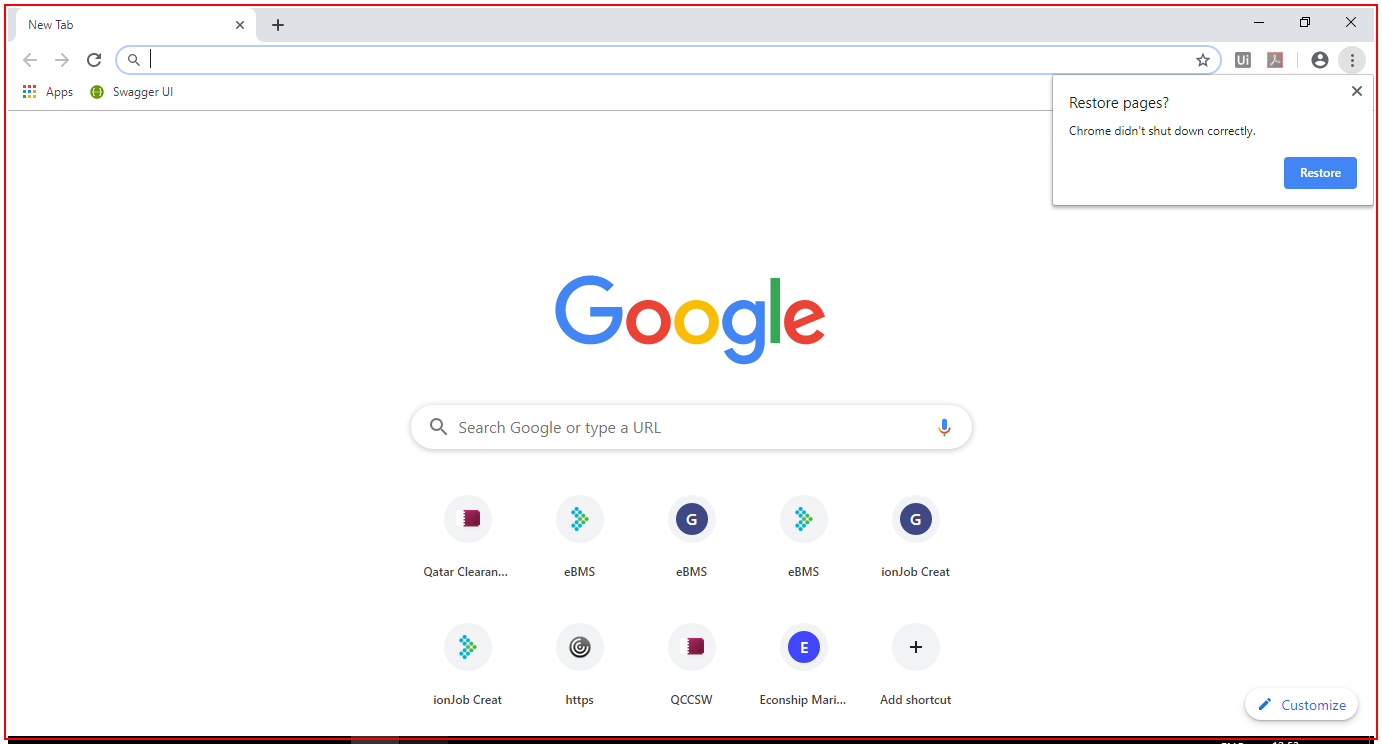 New Tab
Ui
Apps
Swagger UI
Restore pages?
Chrome didn't shut down correctly.
Restore
Google
Search Google or type a URL
G
G
Qatar Clearan...
eBMS
eBMS
eBMS
ionJob Creat
E
ionJob Creat
https
QCCSW
Econship Mari...
Add shortcut
Customize